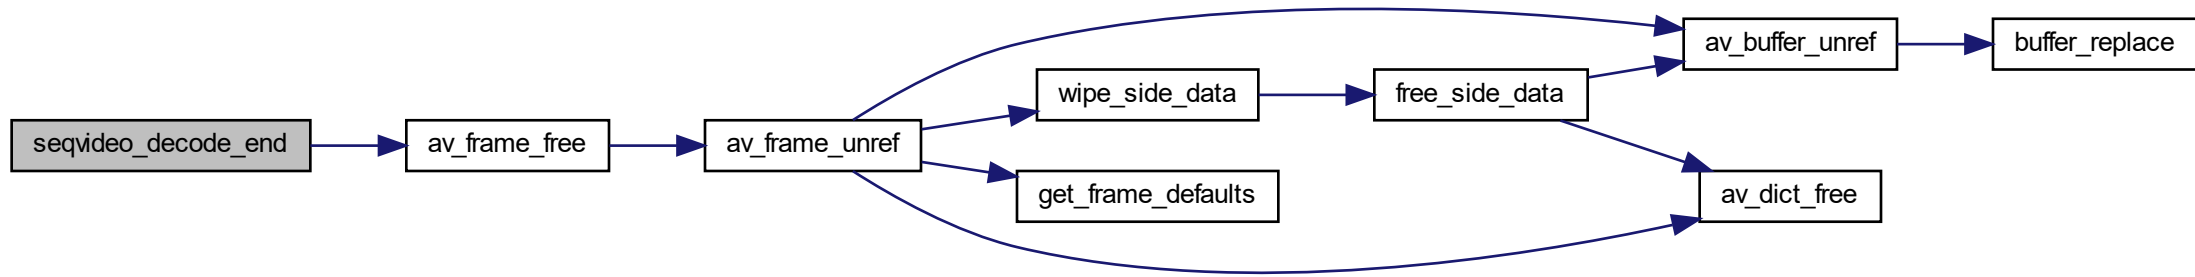 seqvideo_decode_end
av_frame_free
av_frame_unref
wipe_side_data
get_frame_defaults
free_side_data
av_buffer_unref
av_dict_free
buffer_replace